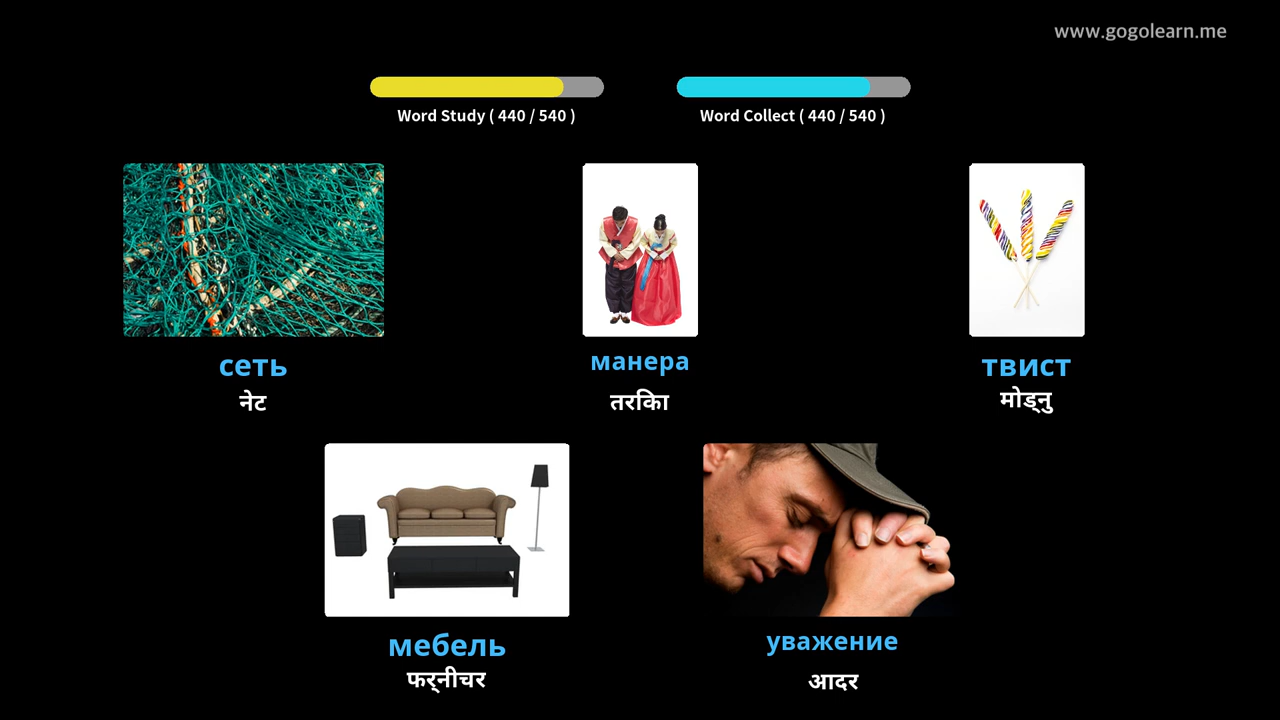 www.gogolearn.me
Word Study ( 440 / 540 )
Word Collect ( 440 / 540 )
сеть
नेट
манера
तरिका
твист
मोड्नु
мебель
फर्नीचर
уважение
आदर